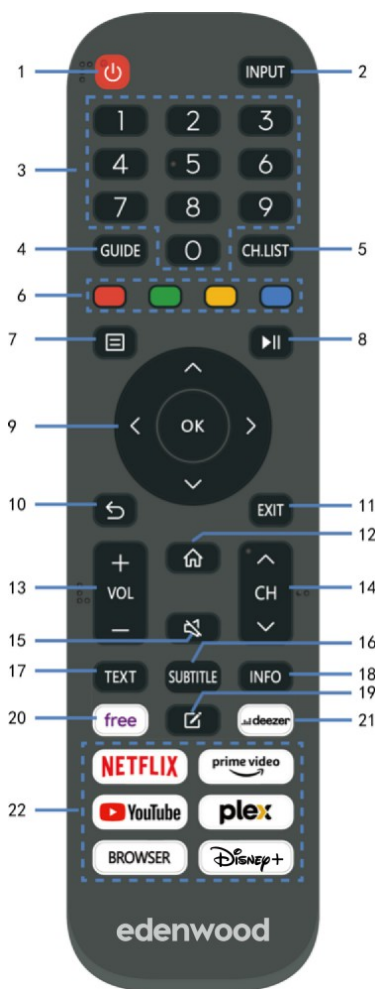 1
2
INPUT
3
1 2 3
4 5 6
7 8 9
4
GUIDE
0
CH.LIST
5
6
7
8
9
OK
10
EXIT
11
12
13
+
VOL
−
CH
14
15
16
17
TEXT
SUBTITLE
INFO
18
19
20
free
deezer
21
22
NETFLIX
prime video
YouTube
plex
BROWSER
Disney+
edenwood